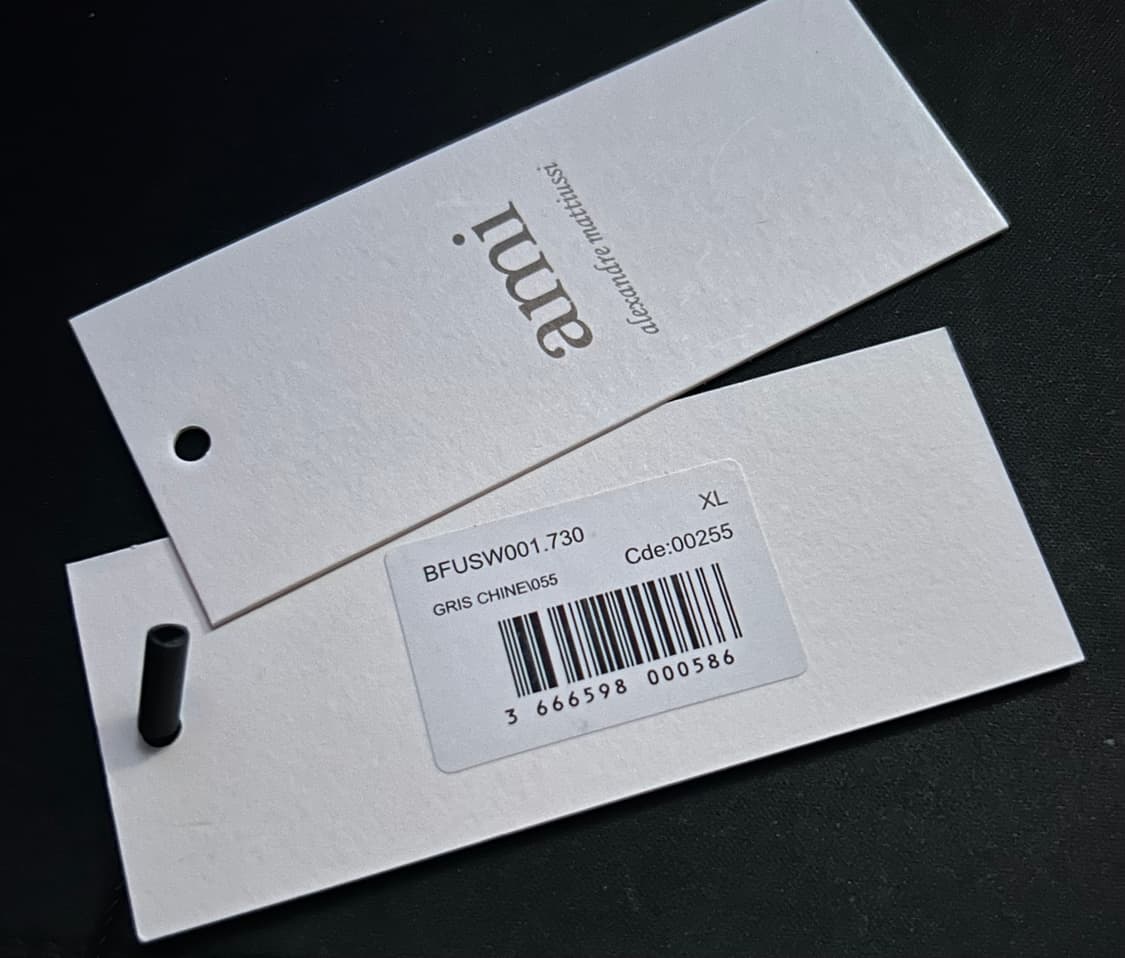 ami
alexandre mattiussi
XL
BFUSW001.730
Cde:00255
GRIS CHINE\055
3 666598 000586